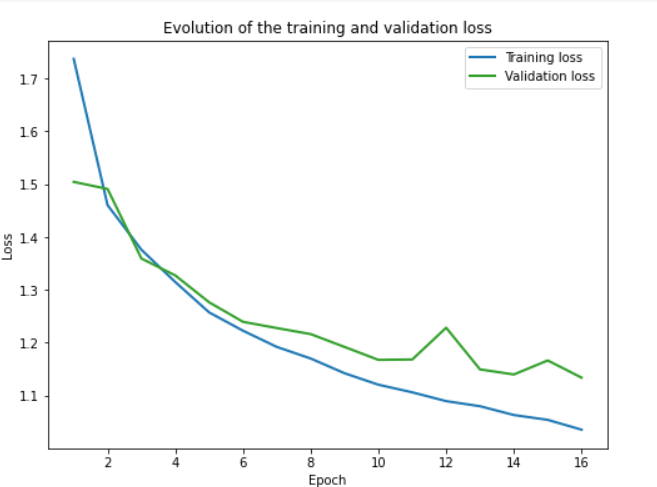 Evolution of the training and validation loss
Training loss
Validation loss
1.7
1.6
1.5
1.4
1.3
1.2
1.1
Loss
2 4 6 8 10 12 14 16
Epoch